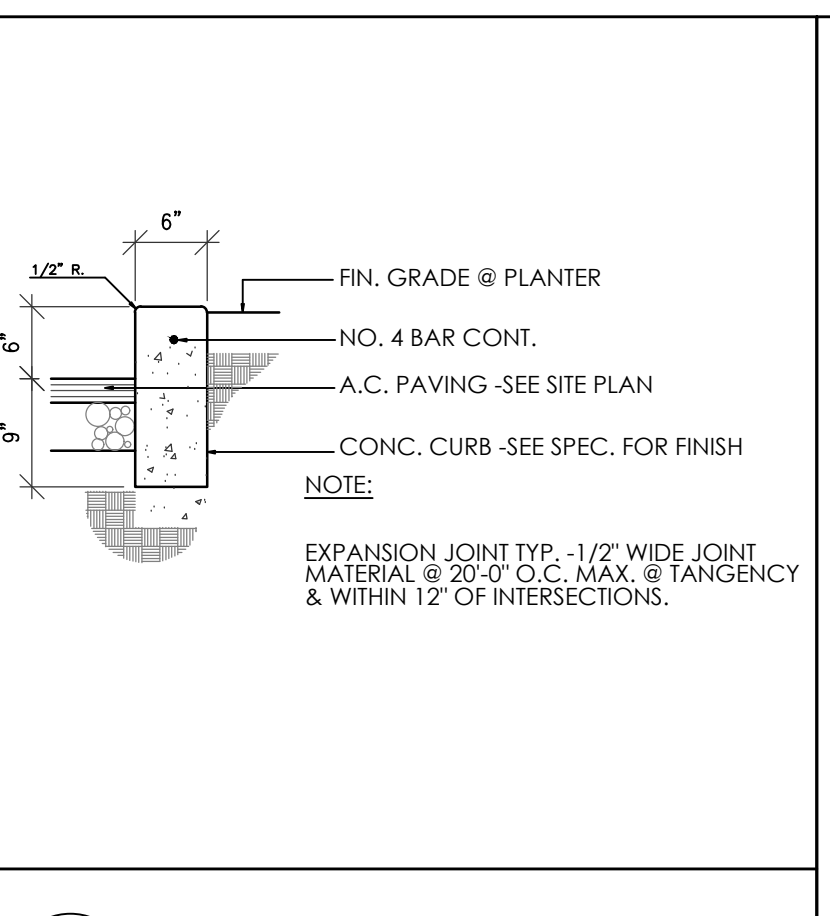 6"
1/2" R.
FIN. GRADE @ PLANTER
6"
NO. 4 BAR CONT.
A.C. PAVING -SEE SITE PLAN
9"
CONC. CURB -SEE SPEC. FOR FINISH
NOTE:
EXPANSION JOINT TYP. -1/2" WIDE JOINT
MATERIAL @ 20'-0" O.C. MAX. @ TANGENCY
& WITHIN 12" OF INTERSECTIONS.